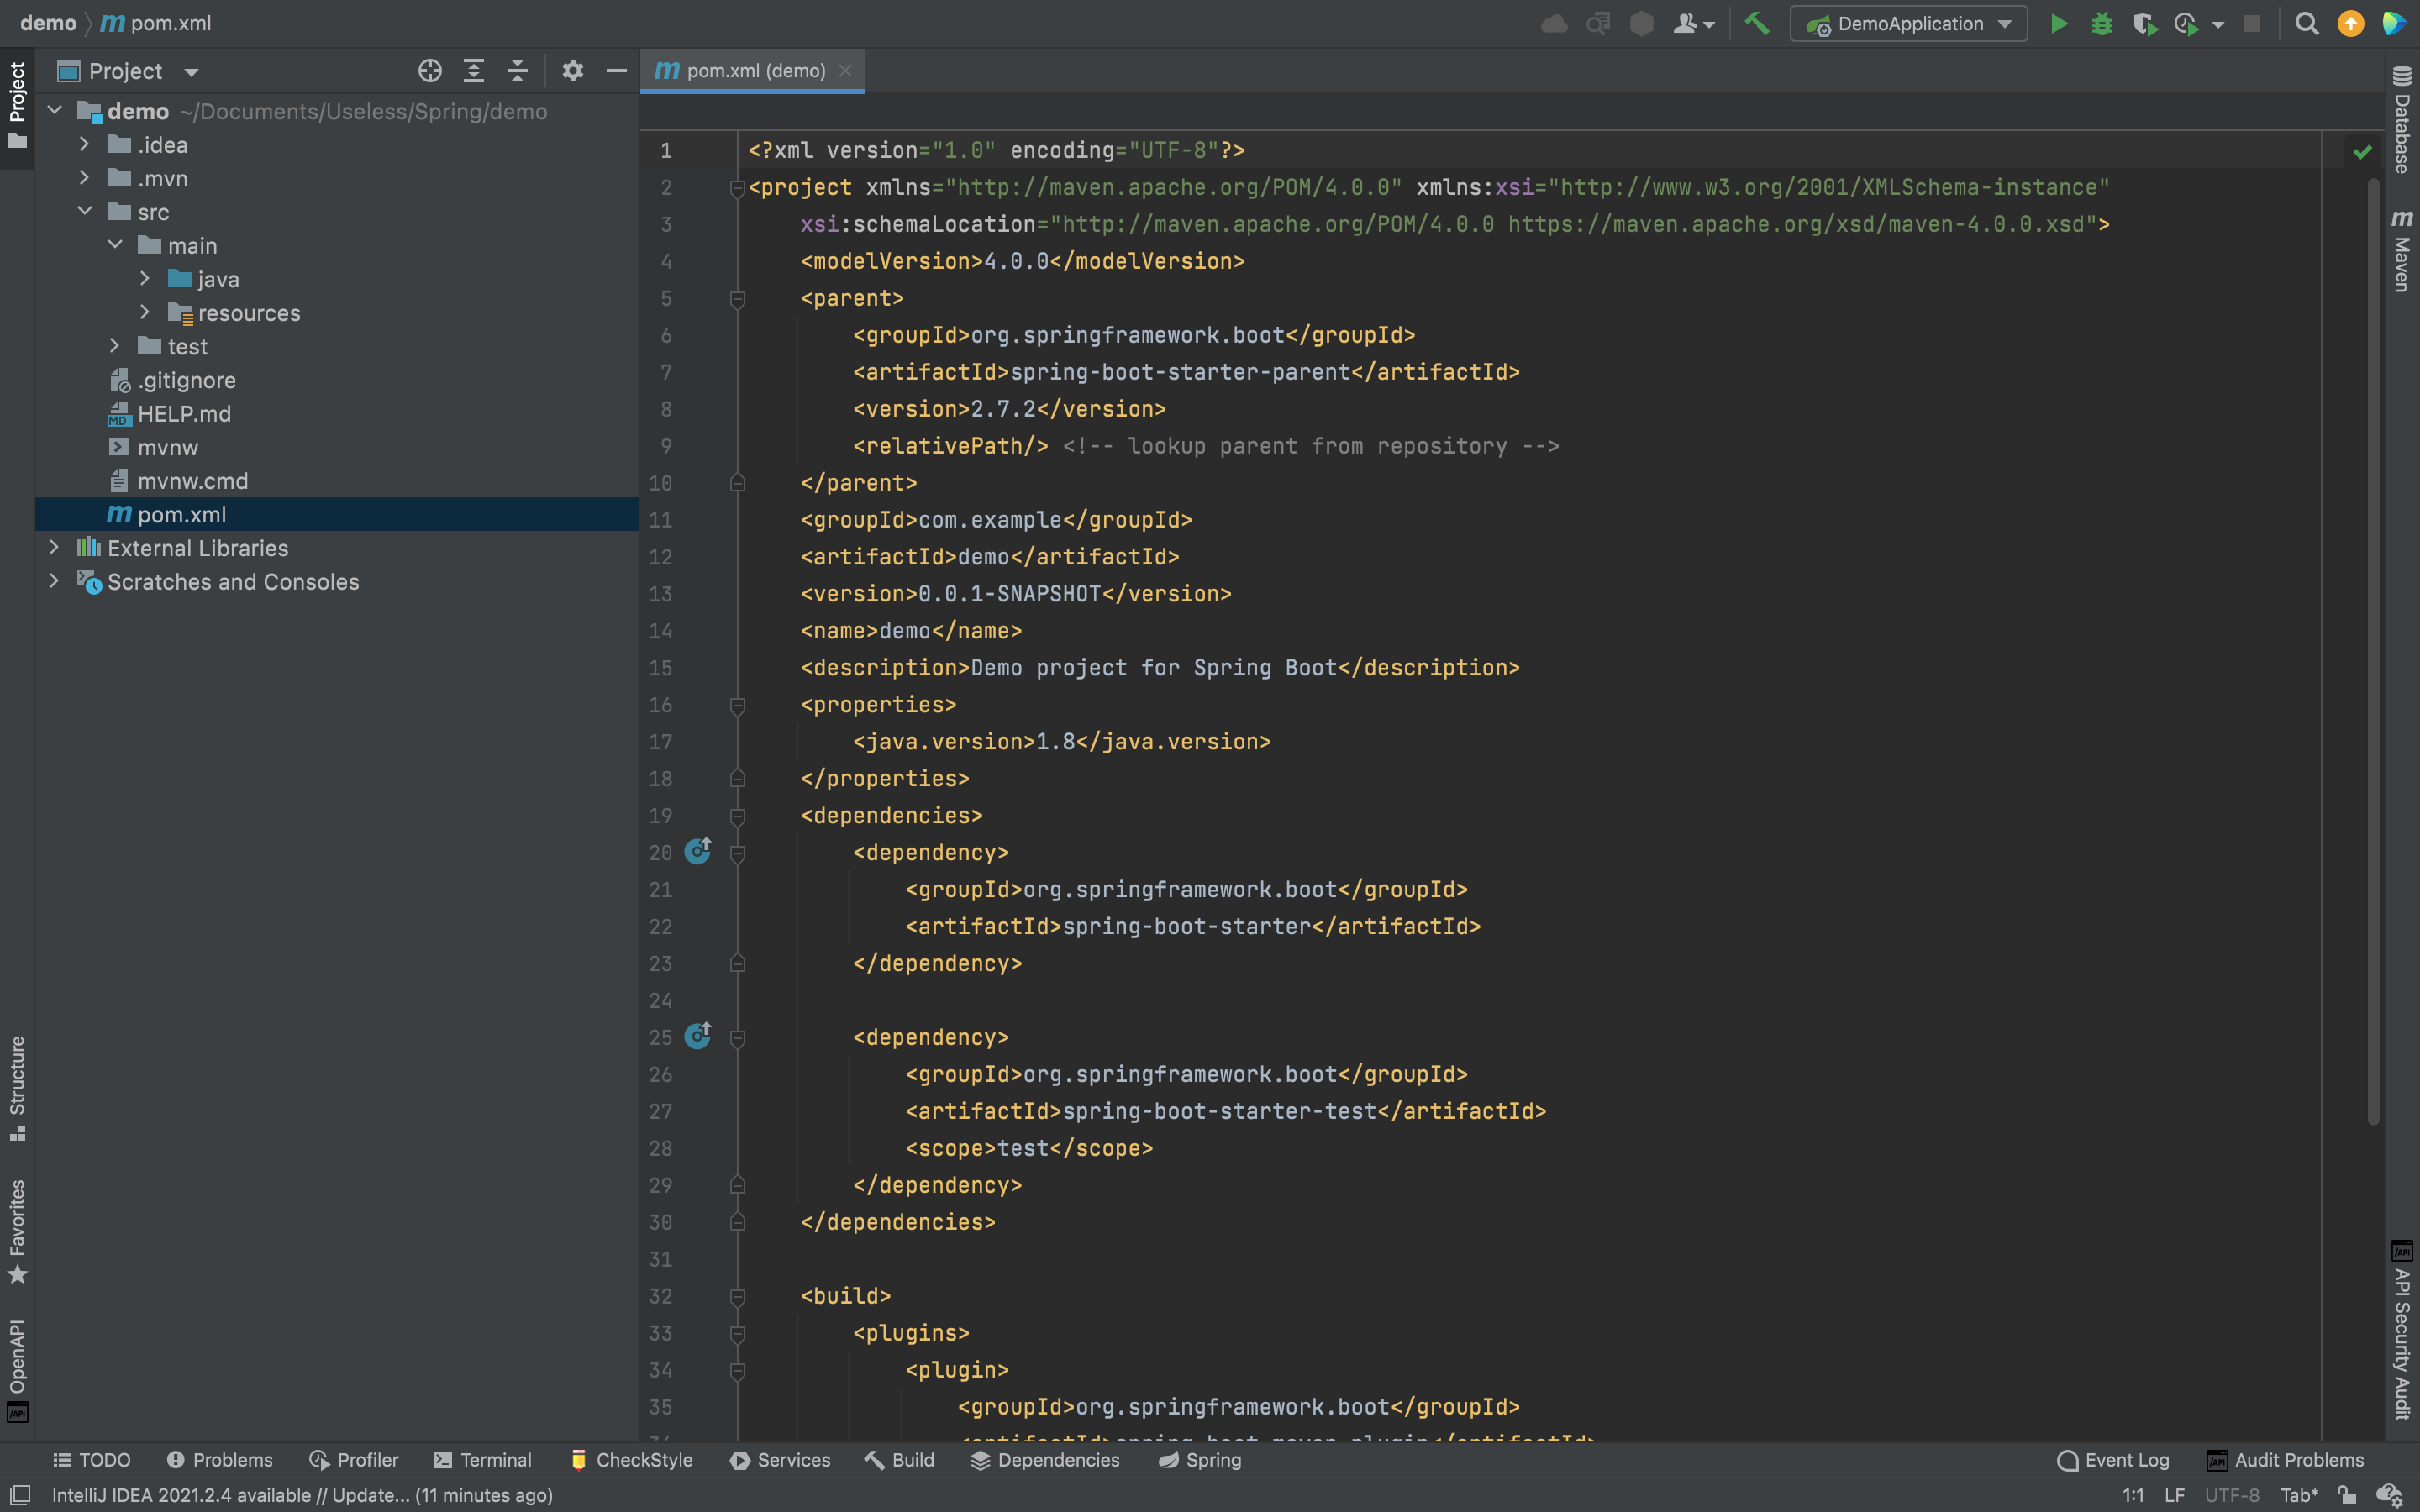 demo pom.xml
DemoApplication
Project
pom.xml (demo)
Project
demo ~/Documents/Useless/Spring/demo
.idea
.mvn
src
main
java
resources
test
.gitignore
HELP.md
mvnw
mvnw.cmd
pom.xml
External Libraries
Scratches and Consoles
Structure
Favorites
OpenAPI
1 <?xml version="1.0" encoding="UTF-8"?>
2 <project xmlns="http://maven.apache.org/POM/4.0.0" xmlns:xsi="http://www.w3.org/2001/XMLSchema-instance"
3 xsi:schemaLocation="http://maven.apache.org/POM/4.0.0 https://maven.apache.org/xsd/maven-4.0.0.xsd">
4 <modelVersion>4.0.0</modelVersion>
5 <parent>
6 <groupId>org.springframework.boot</groupId>
7 <artifactId>spring-boot-starter-parent</artifactId>
8 <version>2.7.2</version>
9 <relativePath/> <!-- lookup parent from repository -->
10 </parent>
11 <groupId>com.example</groupId>
12 <artifactId>demo</artifactId>
13 <version>0.0.1-SNAPSHOT</version>
14 <name>demo</name>
15 <description>Demo project for Spring Boot</description>
16 <properties>
17 <java.version>1.8</java.version>
18 </properties>
19 <dependencies>
20 <dependency>
21 <groupId>org.springframework.boot</groupId>
22 <artifactId>spring-boot-starter</artifactId>
23 </dependency>
24
25 <dependency>
26 <groupId>org.springframework.boot</groupId>
27 <artifactId>spring-boot-starter-test</artifactId>
28 <scope>test</scope>
29 </dependency>
30 </dependencies>
31
32 <build>
33 <plugins>
34 <plugin>
35 <groupId>org.springframework.boot</groupId>
Database
Maven
API Security Audit
TODO Problems Profiler Terminal CheckStyle Services Build Dependencies Spring Event Log Audit Problems
IntelliJ IDEA 2021.2.4 available // Update... (11 minutes ago) 1:1 LF UTF-8 Tab*